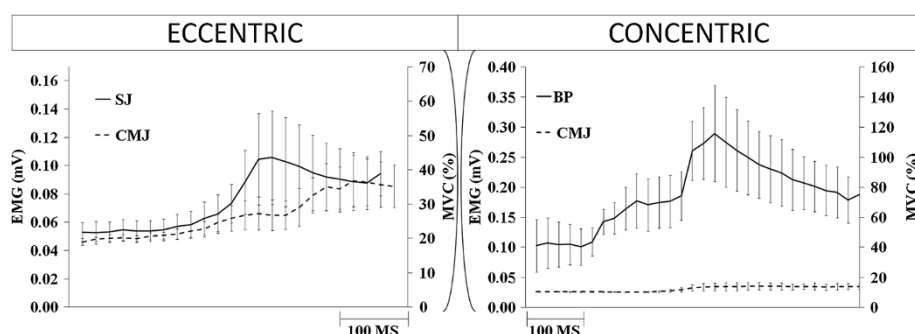 ECCENTRIC
CONCENTRIC
EMG (mV)
0.16
0.14
0.12
0.10
0.08
0.06
0.04
0.02
0.00
SJ
CMJ
70
60
50
40
30
20
10
0
MVC (%)
100 MS
EMG (mV)
0.40
0.35
0.30
0.25
0.20
0.15
0.10
0.05
0.00
BP
CMJ
160
140
120
100
80
60
40
20
0
MVC (%)
100 MS